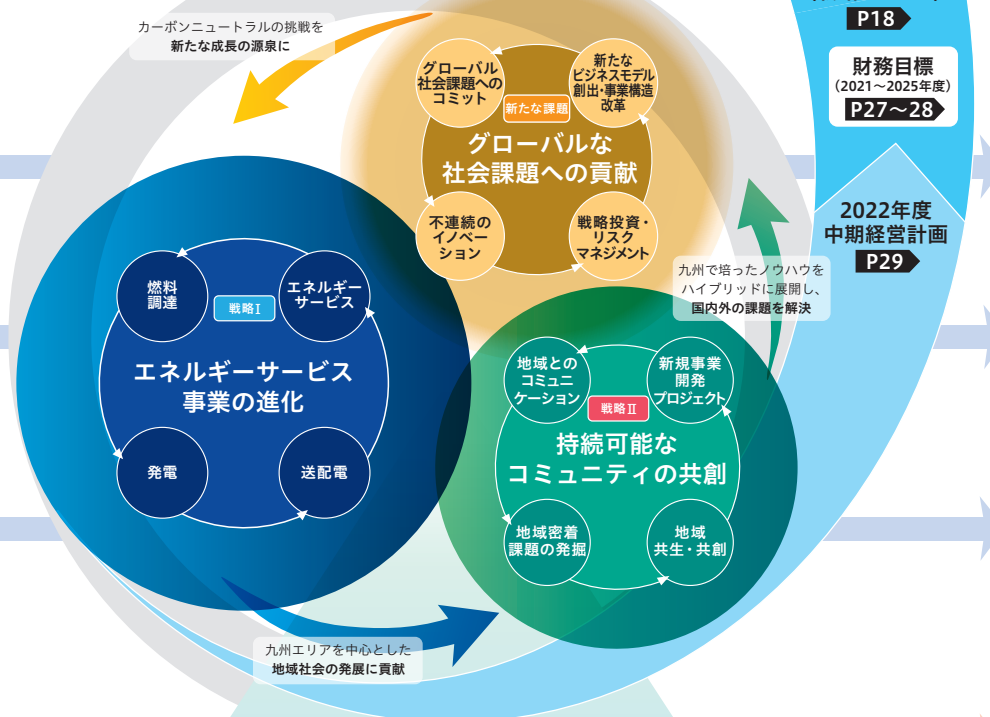 カーボンニュートラルの挑戦を
新たな成長の源泉に
P18
財務目標
(2021～2025年度)
P27～28
2022年度
中期経営計画
P29
グローバル
社会課題への
コミット
新たな
ビジネスモデル
創出・事業構造
改革
新たな課題
グローバルな
社会課題への貢献
不連続の
イノベー
ション
戦略投資・
リスク
マネジメント
九州で培ったノウハウを
ハイブリッドに展開し、
国内外の課題を解決
燃料
調達
エネルギー
サービス
戦略Ⅰ
エネルギーサービス
事業の進化
発電
送配電
地域との
コミュニ
ケーション
新規事業
開発
プロジェクト
戦略Ⅱ
持続可能な
コミュニティの共創
地域密着
課題の発掘
地域
共生・共創
九州エリアを中心とした
地域社会の発展に貢献